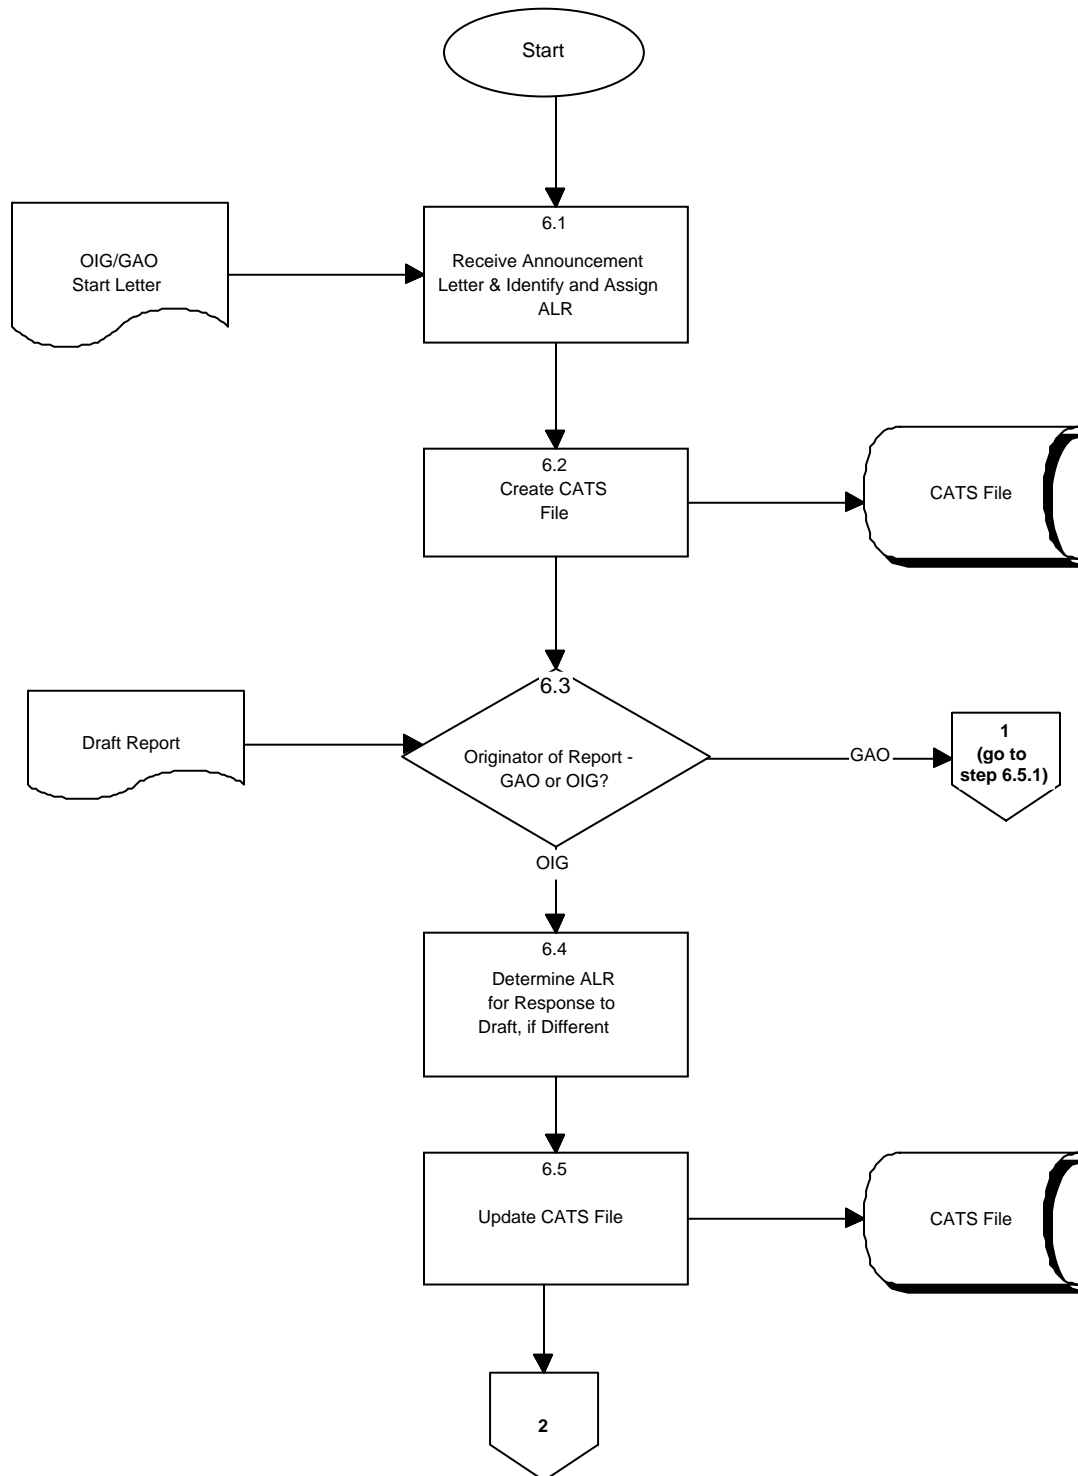 Start
6.1
OIG/GAO
Start Letter
Receive Announcement
Letter & Identify and Assign
ALR
6.2
Create CATS
File
CATS File
6.3
Draft Report
Originator of Report -
GAO or OIG?
GAO
1
(go to
step 6.5.1)
OIG
6.4
Determine ALR
for Response to
Draft, if Different
6.5
Update CATS File
CATS File
2